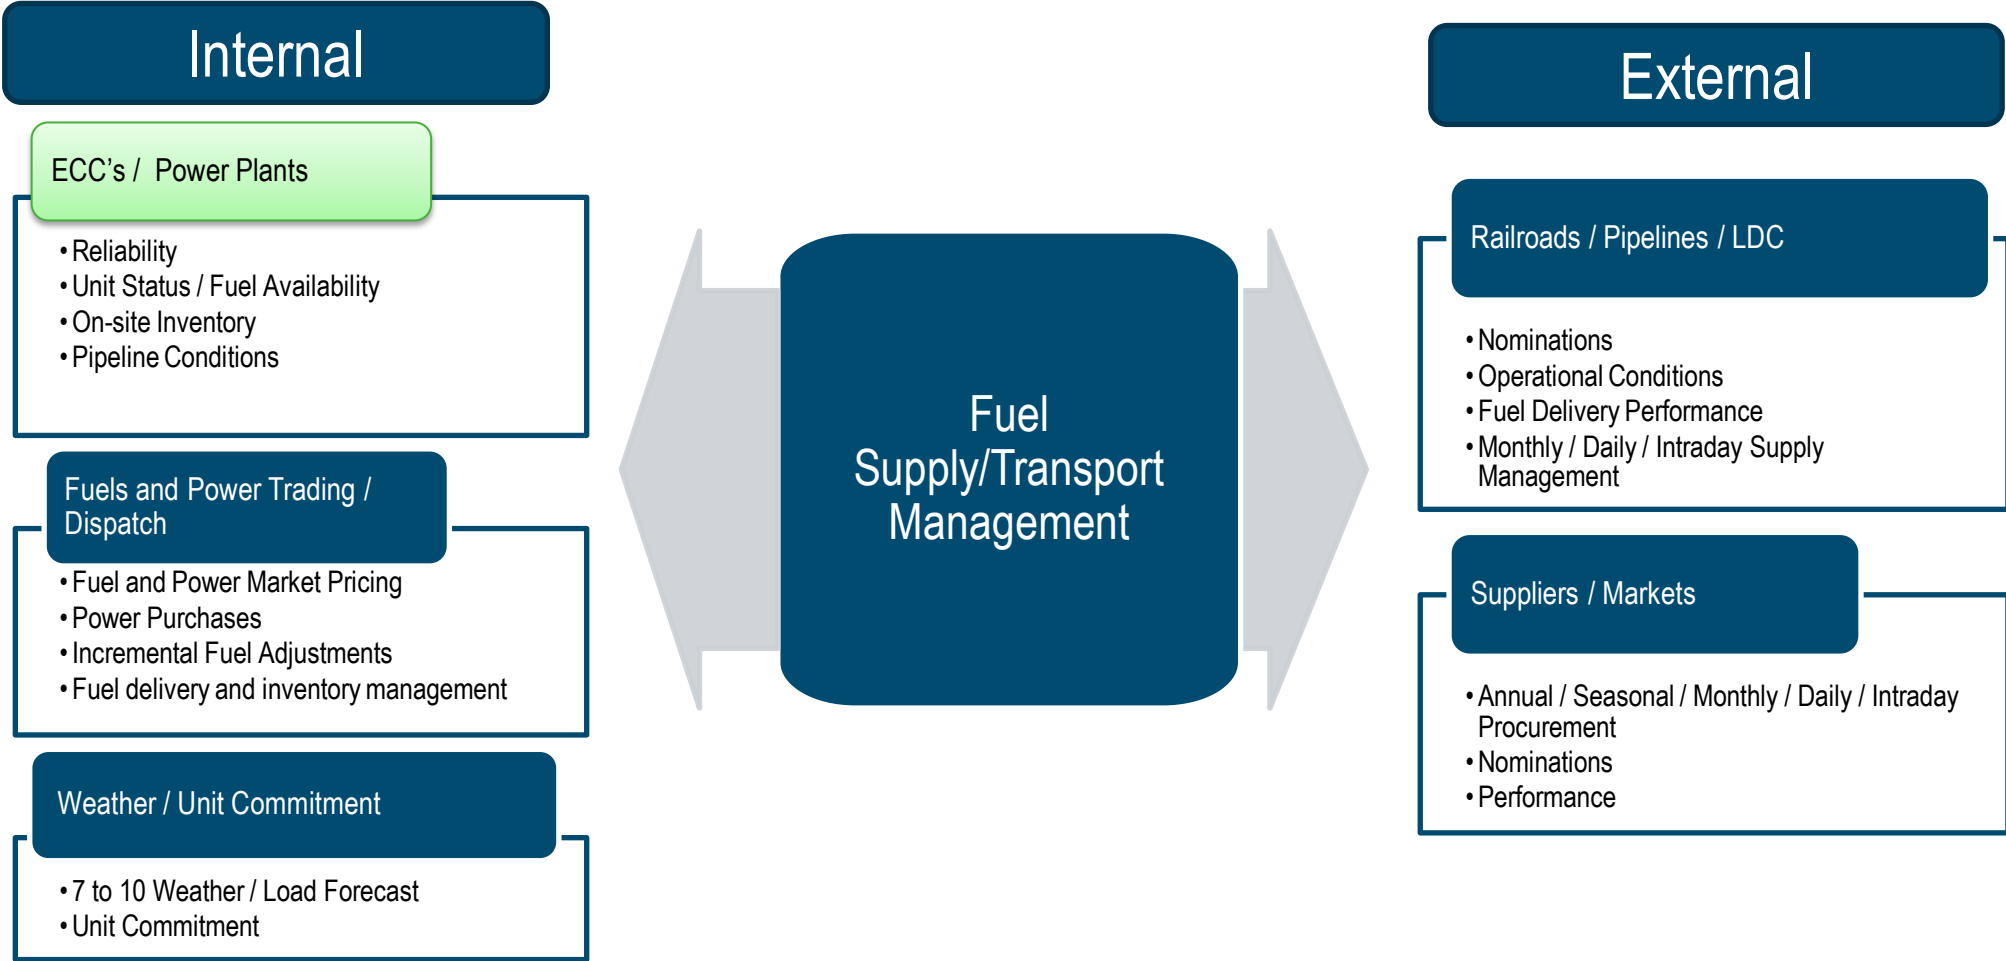 Internal
ECC's / Power Plants
•Reliability
•Unit Status / Fuel Availability
•On-site Inventory
•Pipeline Conditions
Fuels and Power Trading /
Dispatch
•Fuel and Power Market Pricing
•Power Purchases
•Incremental Fuel Adjustments
•Fuel delivery and inventory management
Weather / Unit Commitment
•7 to 10 Weather / Load Forecast
•Unit Commitment
Fuel
Supply/Transport
Management
External
Railroads / Pipelines / LDC
•Nominations
•Operational Conditions
•Fuel Delivery Performance
•Monthly / Daily / Intraday Supply
Management
Suppliers / Markets
•Annual / Seasonal / Monthly / Daily / Intraday
Procurement
•Nominations
•Performance